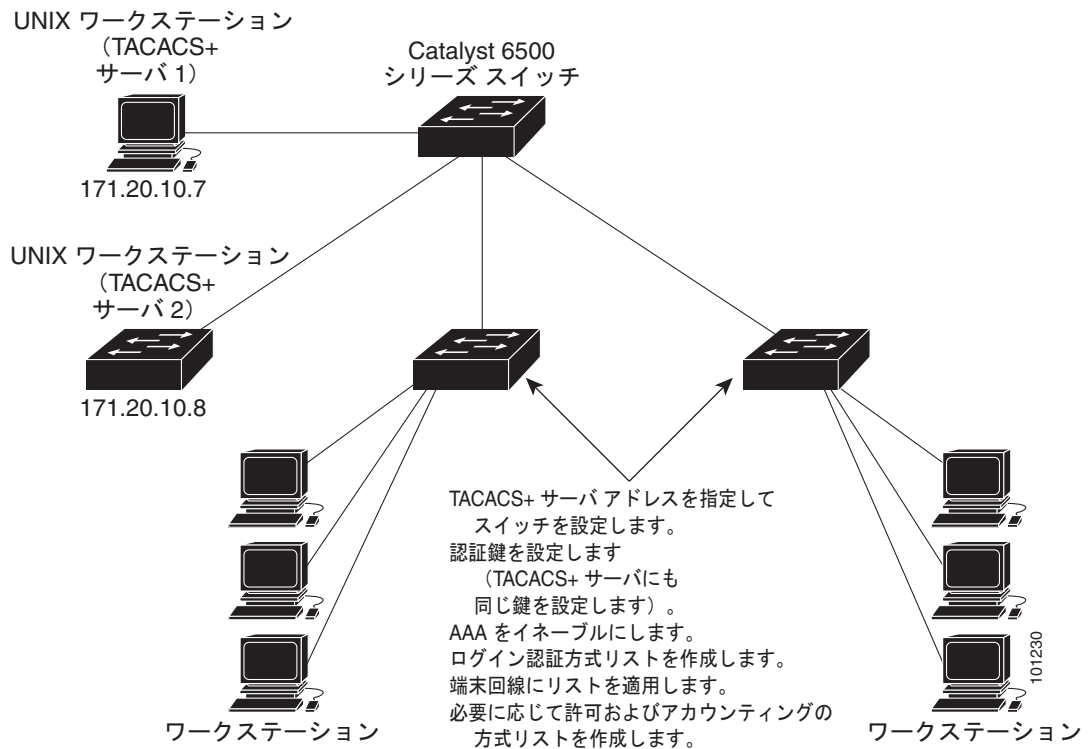 UNIX ワークステーション
(TACACS+
サーバ 1)
171.20.10.7
Catalyst 6500
シリーズ スイッチ
UNIX ワークステーション
(TACACS+
サーバ 2)
171.20.10.8
TACACS+ サーバ アドレスを指定して
スイッチを設定します。
認証鍵を設定します
(TACACS+ サーバにも
同じ鍵を設定します)。
AAA をイネーブルにします。
ログイン認証方式リストを作成します。
端末回線にリストを適用します。
必要に応じて許可およびアカウンティングの
方式リストを作成します。
ワークステーション
ワークステーション
101230